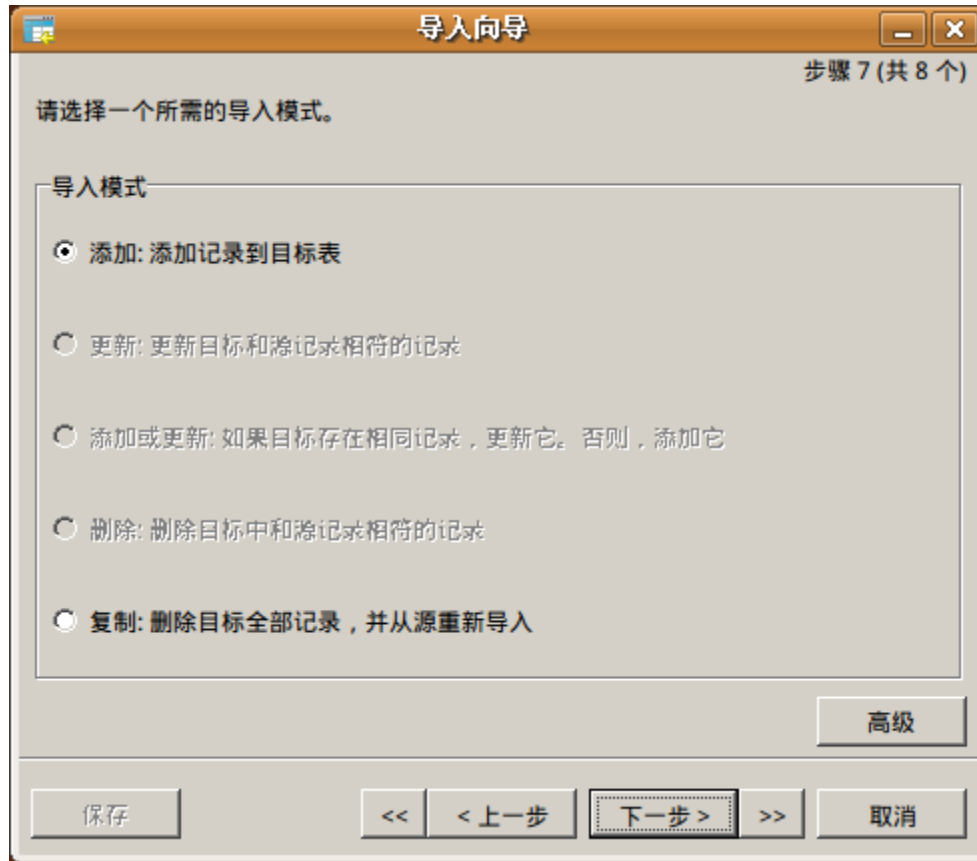 导入向导
步骤 7 (共 8 个)
请选择一个所需的导入模式。
导入模式
添加: 添加记录到目标表
更新: 更新目标和源记录相符的记录
添加或更新: 如果目标存在相同记录，更新它。否则，添加它
删除: 删除目标中和源记录相符的记录
复制: 删除目标全部记录，并从源重新导入
高级
保存 << < 上一步 下一步 > >> 取消